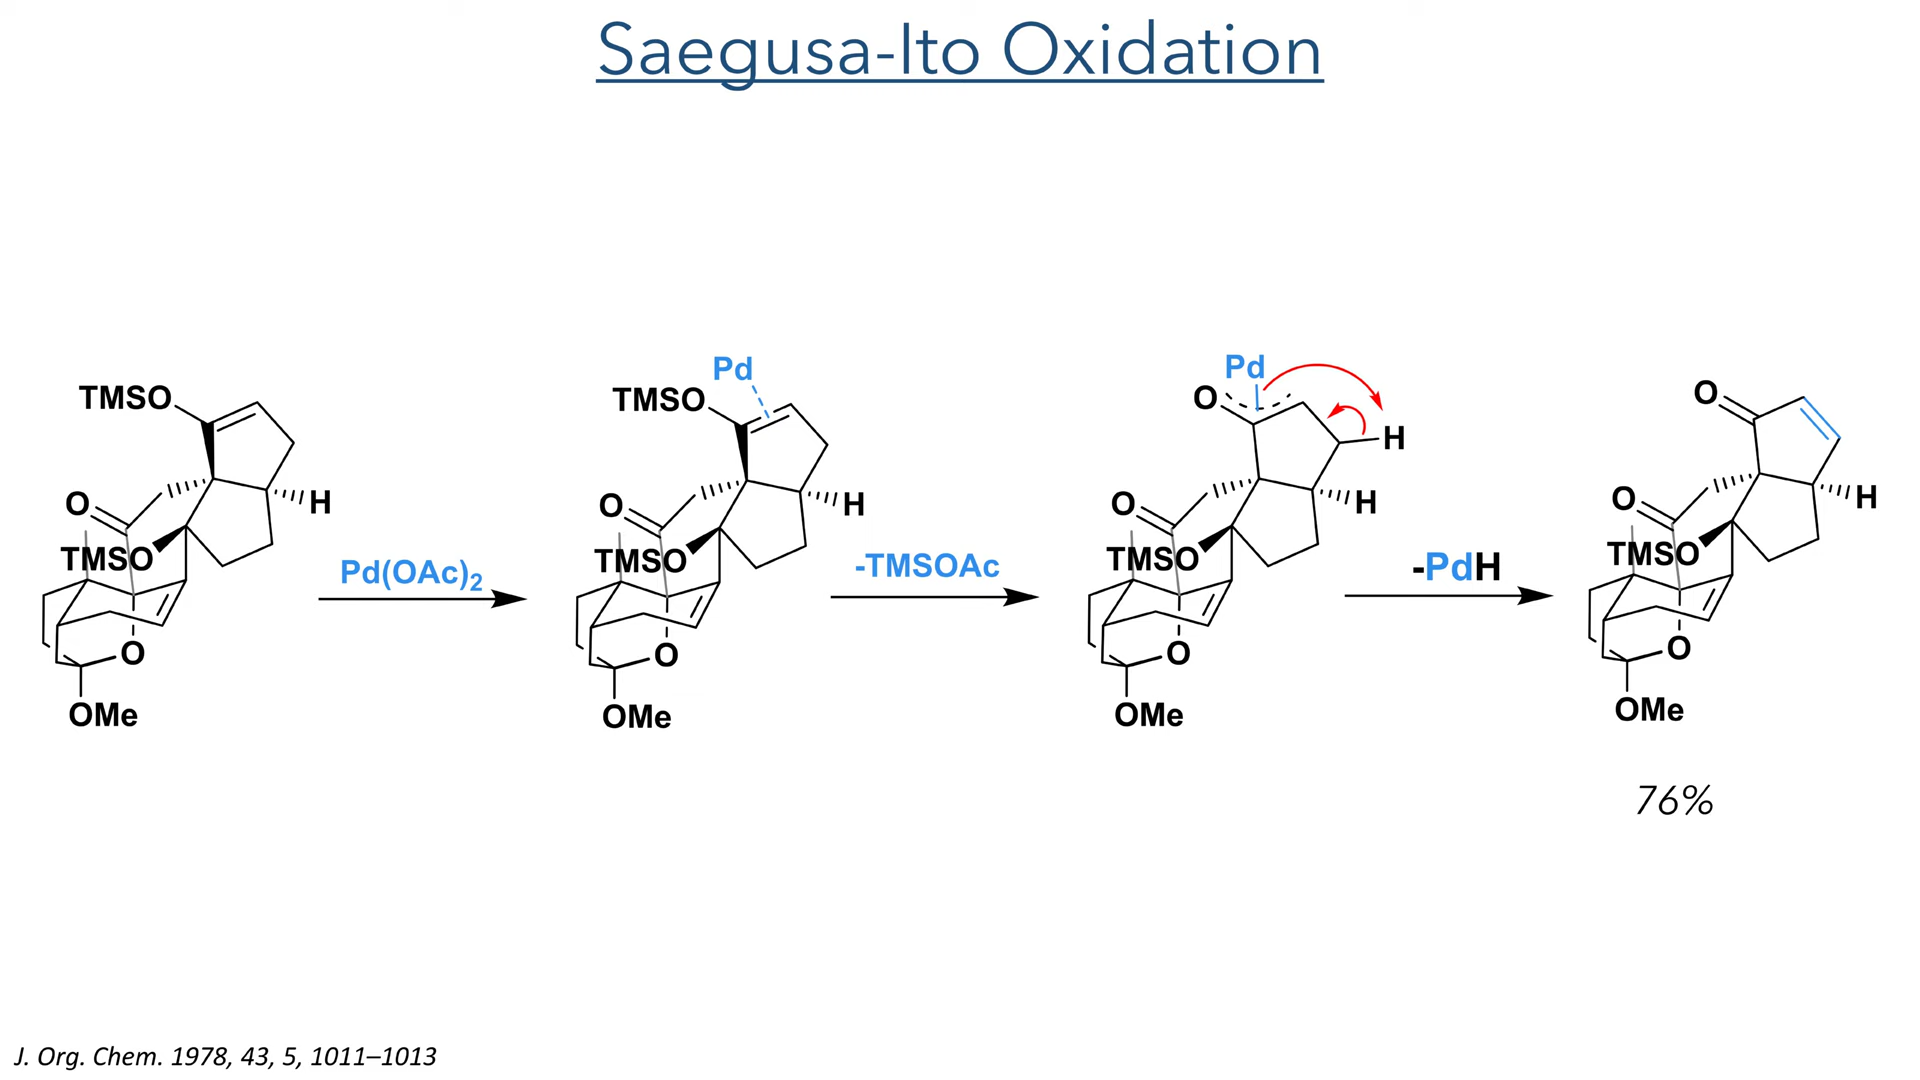 Saegusa-Ito Oxidation
TMSO
O
H
TMSO
O
OMe
Pd(OAc)2
Pd
TMSO
O
H
TMSO
O
OMe
-TMSOAc
Pd
O
H
O
H
TMSO
O
OMe
-PdH
O
O
H
TMSO
O
OMe
76%
J. Org. Chem. 1978, 43, 5, 1011–1013